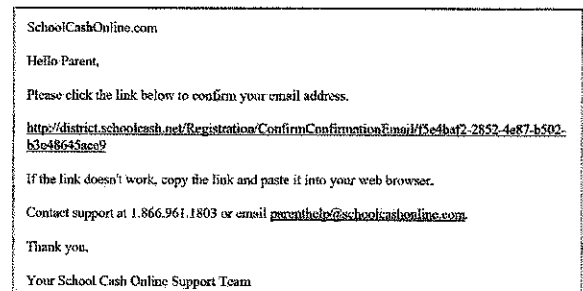 SchoolCashOnline.com
Hello Parent,
Please click the link below to confirm your email address.
http://district.schoolcash.net/Registration/ConfirmConfirmationEmail/f5e4baf2-2852-4e87-b502-
b3e48645ace9
If the link doesn't work, copy the link and paste it into your web browser.
Contact support at 1.866.961.1803 or email parenthelp@schoolcashonline.com.
Thank you,
Your School Cash Online Support Team